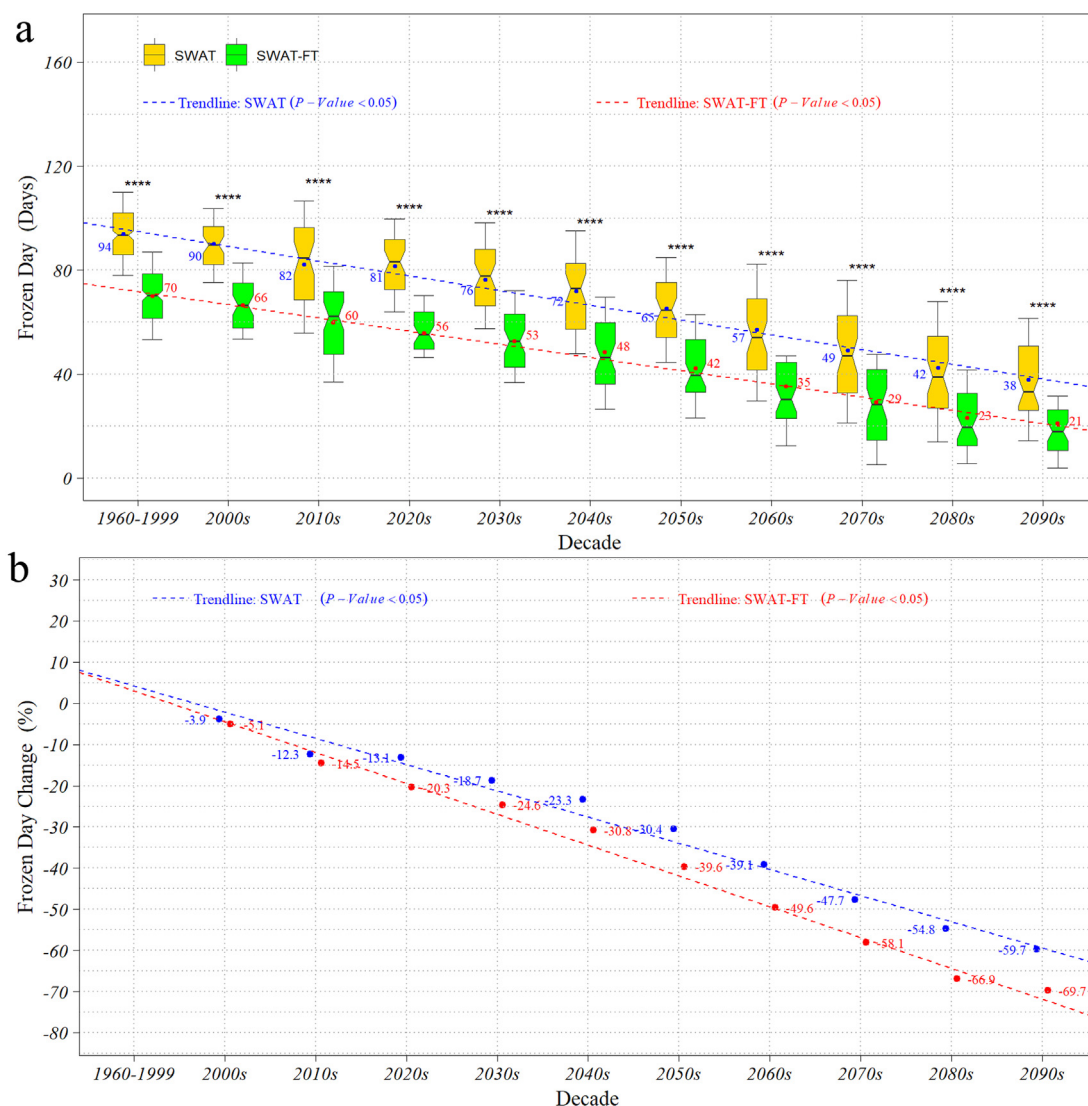 a
160
120
80
40
0
Frozen Day (Days)
SWAT
SWAT-FT
Trendline: SWAT (P-Value < 0.05)
Trendline: SWAT-FT (P-Value < 0.05)
**** **** **** **** **** **** **** **** **** **** ****
94 90 82 81 76 72 65 57 49 42 38
70 66 60 56 53 48 42 35 29 23 21
1960-1999 2000s 2010s 2020s 2030s 2040s 2050s 2060s 2070s 2080s 2090s
Decade
b
30
20
10
0
-10
-20
-30
-40
-50
-60
-70
-80
Frozen Day Change (%)
Trendline: SWAT (P-Value < 0.05)
Trendline: SWAT-FT (P-Value < 0.05)
-3.9 -12.3 -13.1 -18.7 -23.3 -30.4 -39.1 -47.7 -54.8 -59.7
-5.1 -14.5 -20.3 -24.6 -30.8 -39.6 -49.6 -58.1 -66.9 -69.7
1960-1999 2000s 2010s 2020s 2030s 2040s 2050s 2060s 2070s 2080s 2090s
Decade